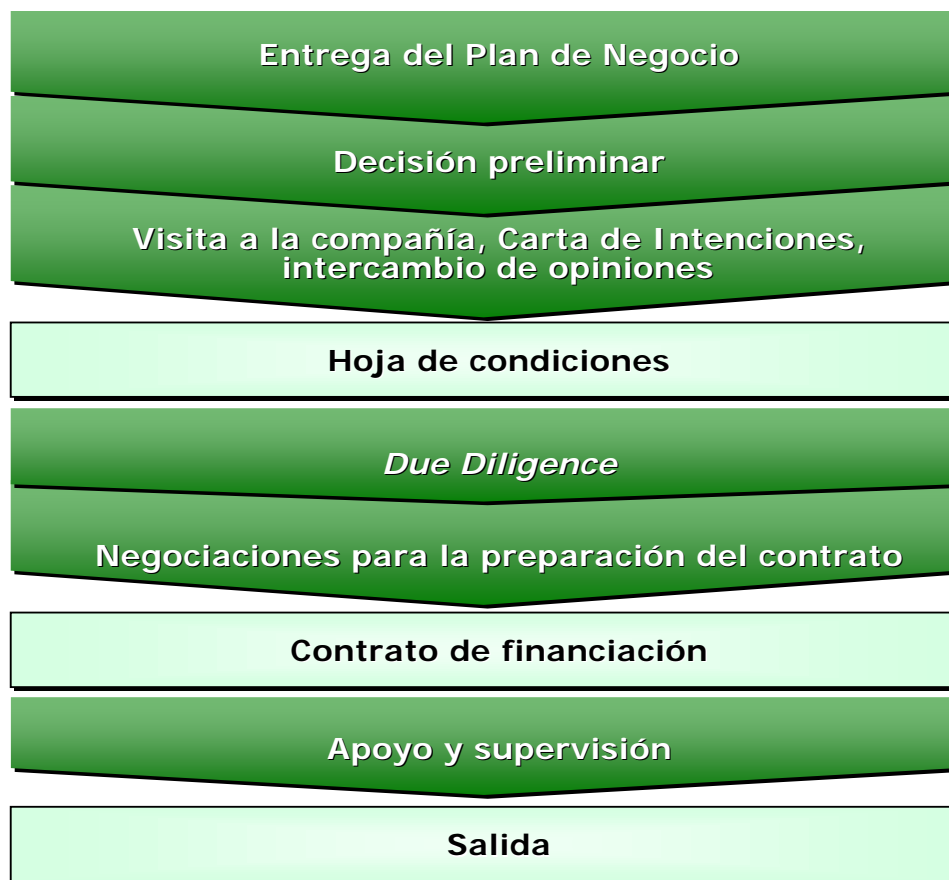 Entrega del Plan de Negocio
Decisión preliminar
Visita a la compañía, Carta de Intenciones,
intercambio de opiniones
Hoja de condiciones
Due Diligence
Negociaciones para la preparación del contrato
Contrato de financiación
Apoyo y supervisión
Salida